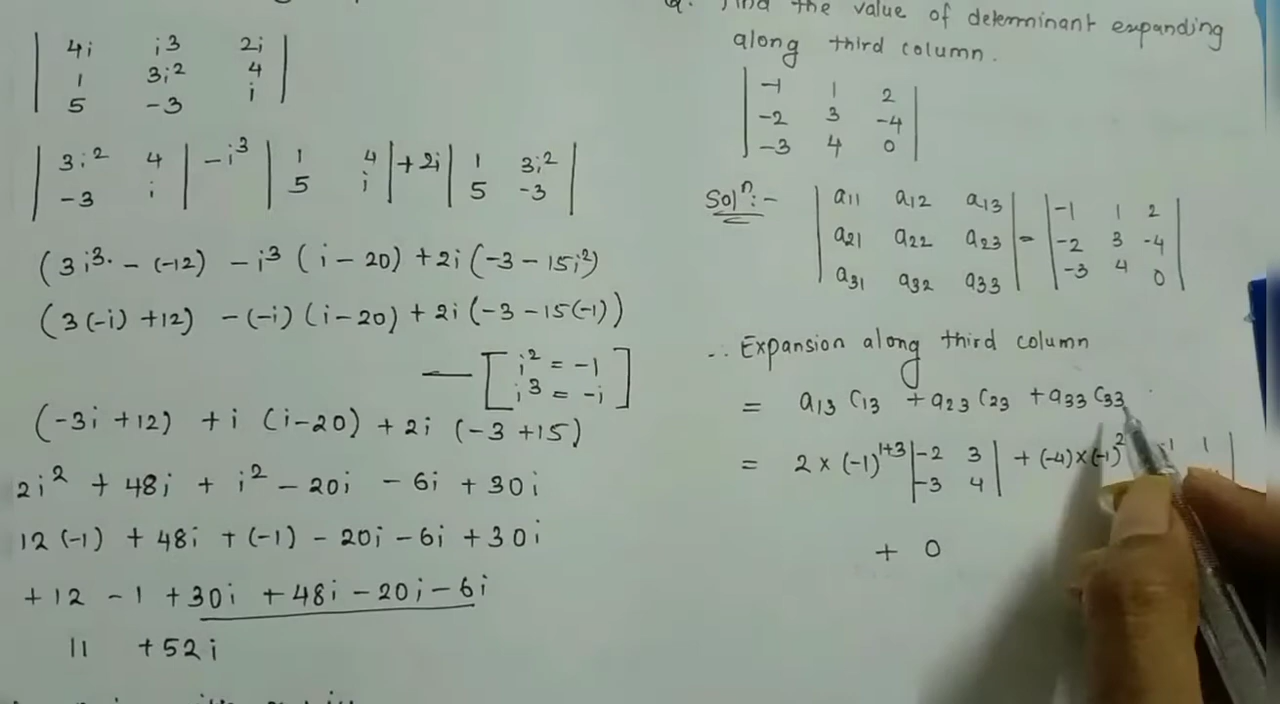 | 4i i3 2i |
| 1 3i² 4 |
| 5 -3 i |
| 3i² 4 | -i³ | 1 4 | +2i | 1 3i² |
| -3 i | | 5 i | | 5 -3 |
(3i³· - (-12) - i³ (i - 20) + 2i (-3 - 15i²)
(3(-i) + 12) - (-i) (i-20) + 2i (-3 - 15(-1))
— [ i² = -1
i³ = -i ]
(-3i + 12) + i (i-20) + 2i (-3 + 15)
2i² + 48i + i² - 20i - 6i + 30i
12(-1) + 48i + (-1) - 20i - 6i + 30i
+12 - 1 + 30i + 48i - 20i - 6i
11 + 52i
the value of determinant expanding
along third column.
| -1 1 2 |
| -2 3 -4 |
| -3 4 0 |
Solⁿ:- | a11 a12 a13 | = | -1 1 2 |
| a21 a22 a23 | | -2 3 -4 |
| a31 a32 a33 | | -3 4 0 |
∴ Expansion along third column
= a13 C13 + a23 C23 + a33 C33
= 2 × (-1)¹⁺³ | -2 3 | + (-4) × (-1)² -1 1 |
| -3 4 |
+ 0